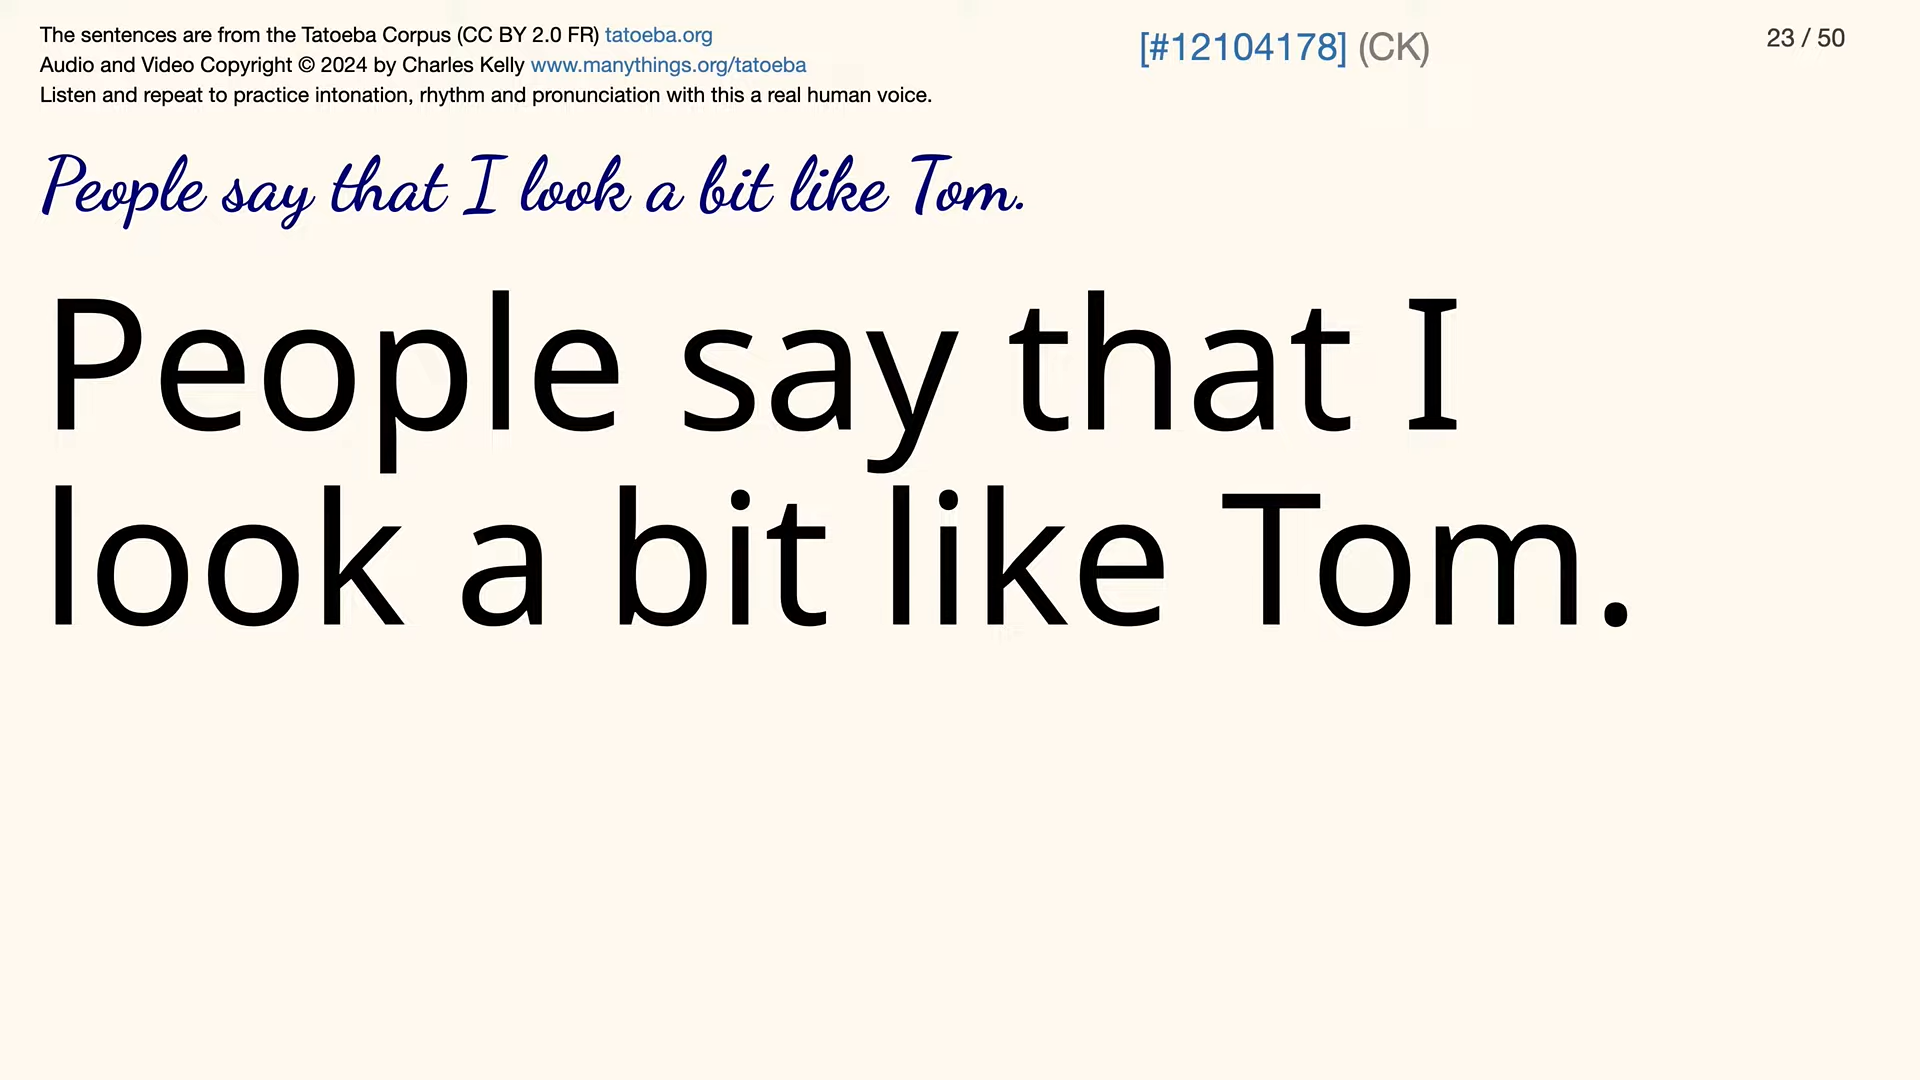 The sentences are from the Tatoeba Corpus (CC BY 2.0 FR) tatoeba.org
Audio and Video Copyright © 2024 by Charles Kelly www.manythings.org/tatoeba
Listen and repeat to practice intonation, rhythm and pronunciation with this a real human voice.
[#12104178] (CK)
23 / 50
People say that I look a bit like Tom.
People say that I
look a bit like Tom.